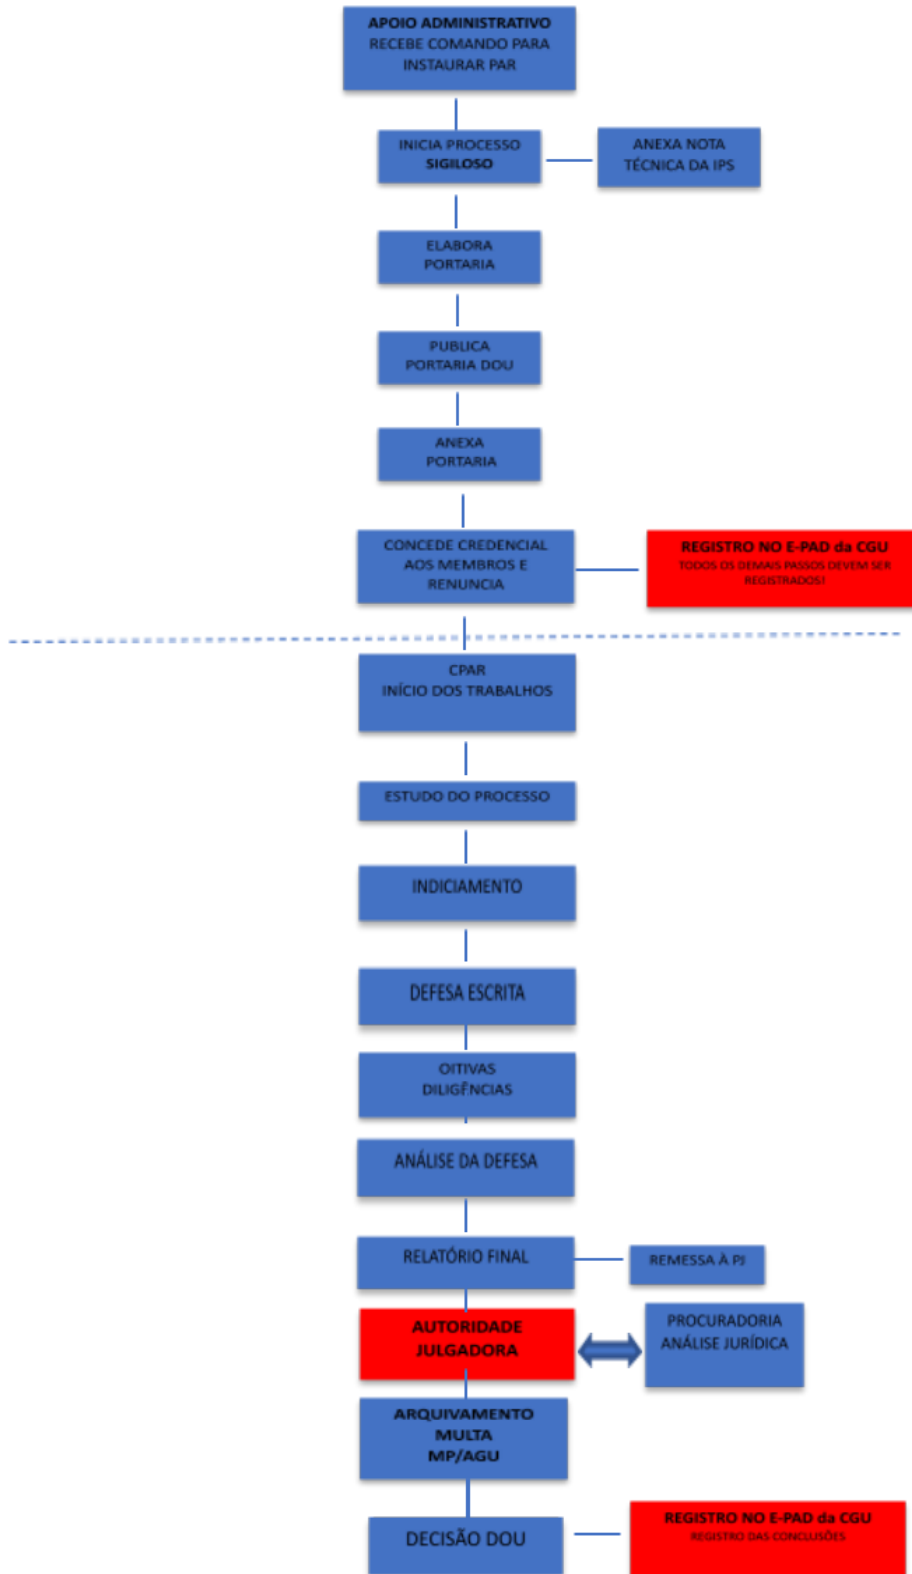 APOIO ADMINISTRATIVO
RECEBE COMANDO PARA
INSTAURAR PAR
INICIA PROCESSO
SIGILOSO
ANEXA NOTA
TÉCNICA DA IPS
ELABORA
PORTARIA
PUBLICA
PORTARIA DOU
ANEXA
PORTARIA
CONCEDE CREDENCIAL
AOS MEMBROS E
RENUNCIA
REGISTRO NO E-PAD da CGU
TODOS OS DEMAIS PASSOS DEVEM SER
REGISTRADOS!
CPAR
INÍCIO DOS TRABALHOS
ESTUDO DO PROCESSO
INDICIAMENTO
DEFESA ESCRITA
OITIVAS
DILIGÊNCIAS
ANÁLISE DA DEFESA
RELATÓRIO FINAL
REMESSA À PJ
AUTORIDADE
JULGADORA
PROCURADORIA
ANÁLISE JURÍDICA
ARQUIVAMENTO
MULTA
MP/AGU
DECISÃO DOU
REGISTRO NO E-PAD da CGU
REGISTRO DAS CONCLUSÕES